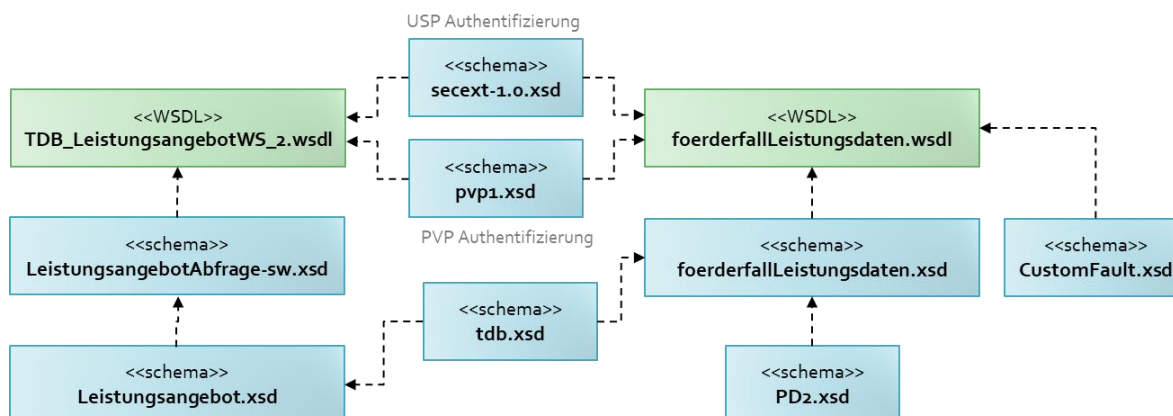 USP Authentifizierung
<<schema>>
secext-1.0.xsd
<<WSDL>>
TDB_LeistungsangebotWS_2.wsdl
<<WSDL>>
foerderfallLeistungsdaten.wsdl
<<schema>>
pvp1.xsd
PVP Authentifizierung
<<schema>>
LeistungsangebotAbfrage-sw.xsd
<<schema>>
foerderfallLeistungsdaten.xsd
<<schema>>
CustomFault.xsd
<<schema>>
tdb.xsd
<<schema>>
Leistungsangebot.xsd
<<schema>>
PD2.xsd